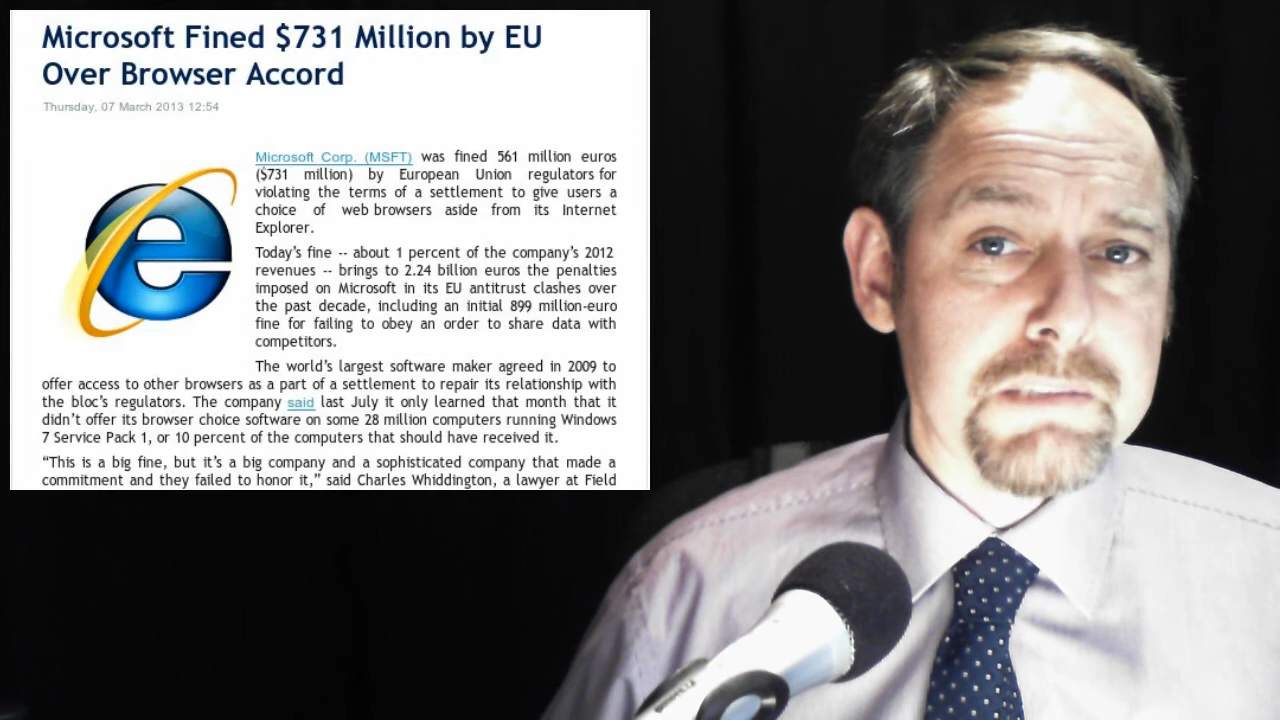 Microsoft Fined $731 Million by EU
Over Browser Accord
Thursday, 07 March 2013 12:54
Microsoft Corp. (MSFT) was fined 561 million euros
($731 million) by European Union regulators for
violating the terms of a settlement to give users a
choice of web browsers aside from its Internet
Explorer.
Today's fine -- about 1 percent of the company's 2012
revenues -- brings to 2.24 billion euros the penalties
imposed on Microsoft in its EU antitrust clashes over
the past decade, including an initial 899 million-euro
fine for failing to obey an order to share data with
competitors.
The world's largest software maker agreed in 2009 to
offer access to other browsers as a part of a settlement to repair its relationship with
the bloc's regulators. The company said last July it only learned that month that it
didn't offer its browser choice software on some 28 million computers running Windows
7 Service Pack 1, or 10 percent of the computers that should have received it.
“This is a big fine, but it's a big company and a sophisticated company that made a
commitment and they failed to honor it,” said Charles Whiddington, a lawyer at Field